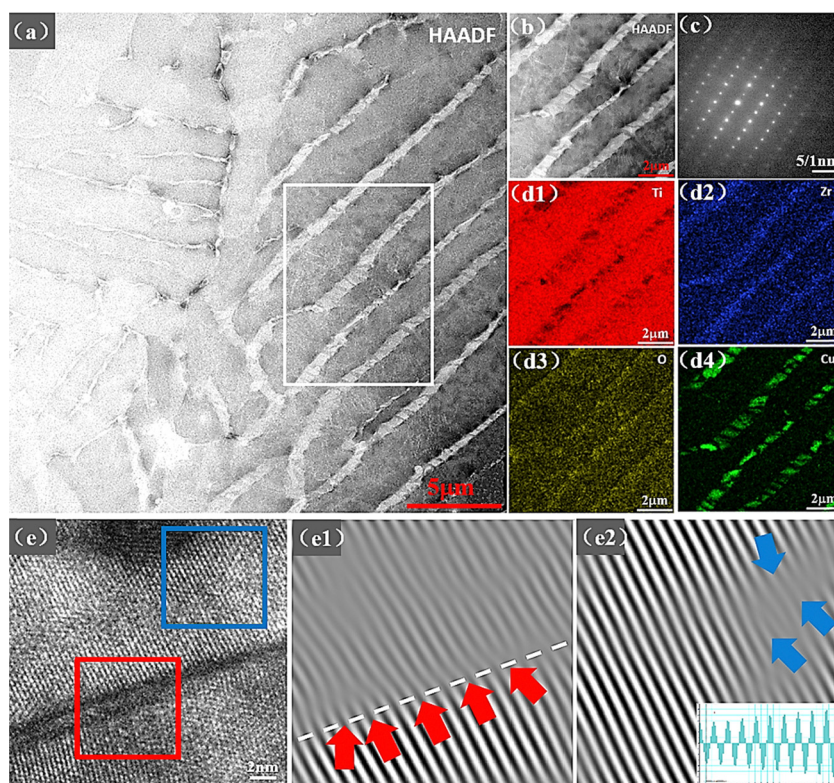 (a)
HAADF
5μm
(b)
HAADF
2μm
(c)
5/1nm
(d1)
Ti
2μm
(d2)
Zr
2μm
(d3)
O
2μm
(d4)
Cu
2μm
(e)
2nm
(e1)
(e2)